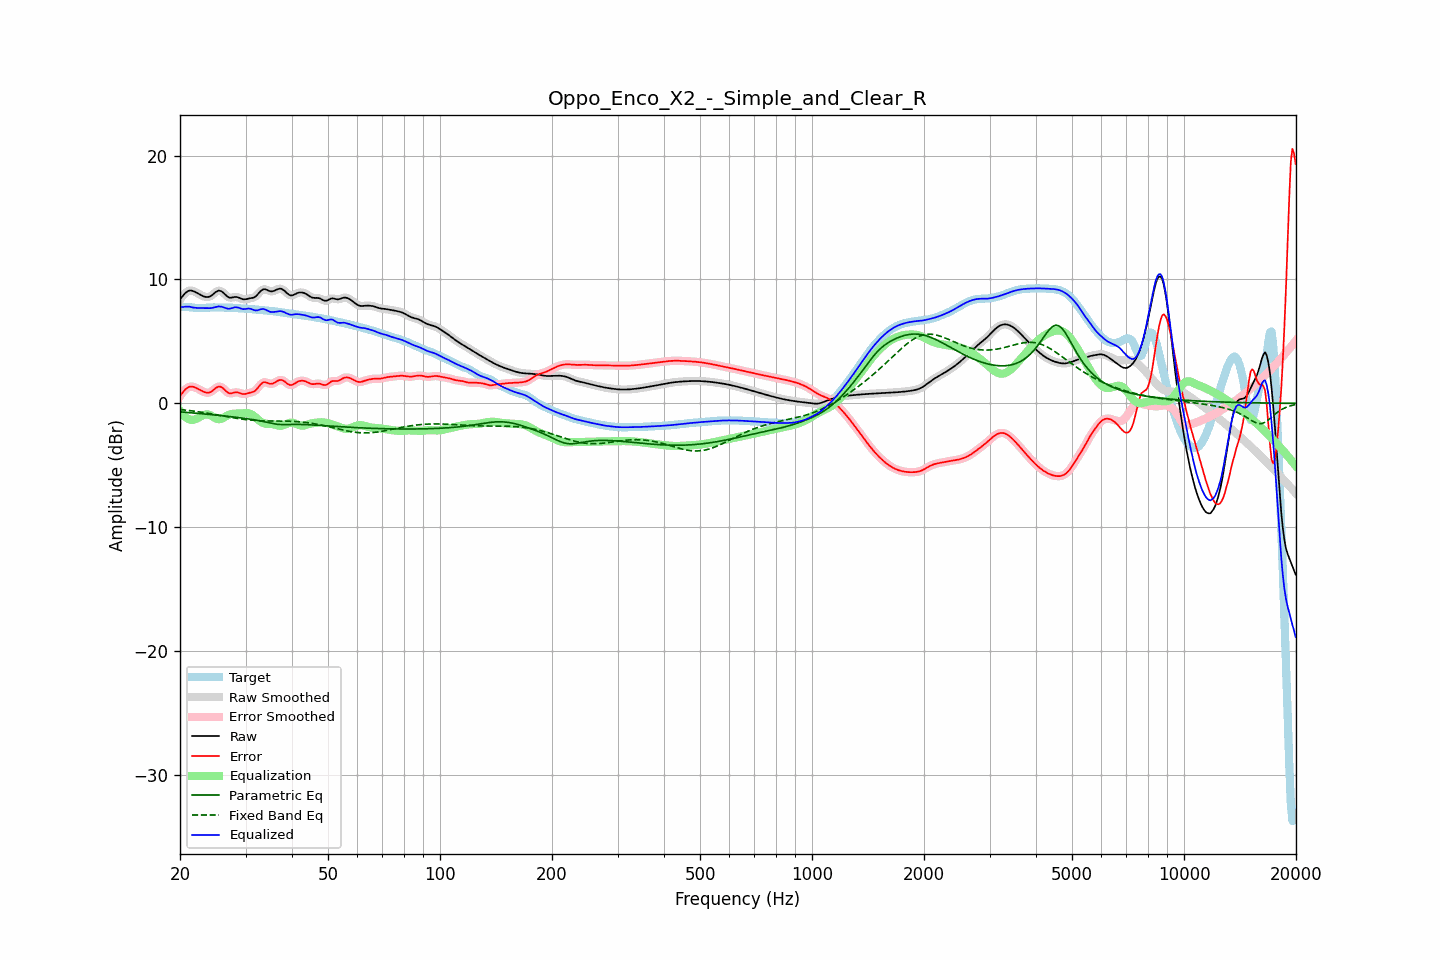 Oppo_Enco_X2_-_Simple_and_Clear_R
Amplitude (dBr)
20
10
0
−10
−20
−30
Target
Raw Smoothed
Error Smoothed
Raw
Error
Equalization
Parametric Eq
Fixed Band Eq
Equalized
20 50 100 200 500 1000 2000 5000 10000 20000
Frequency (Hz)